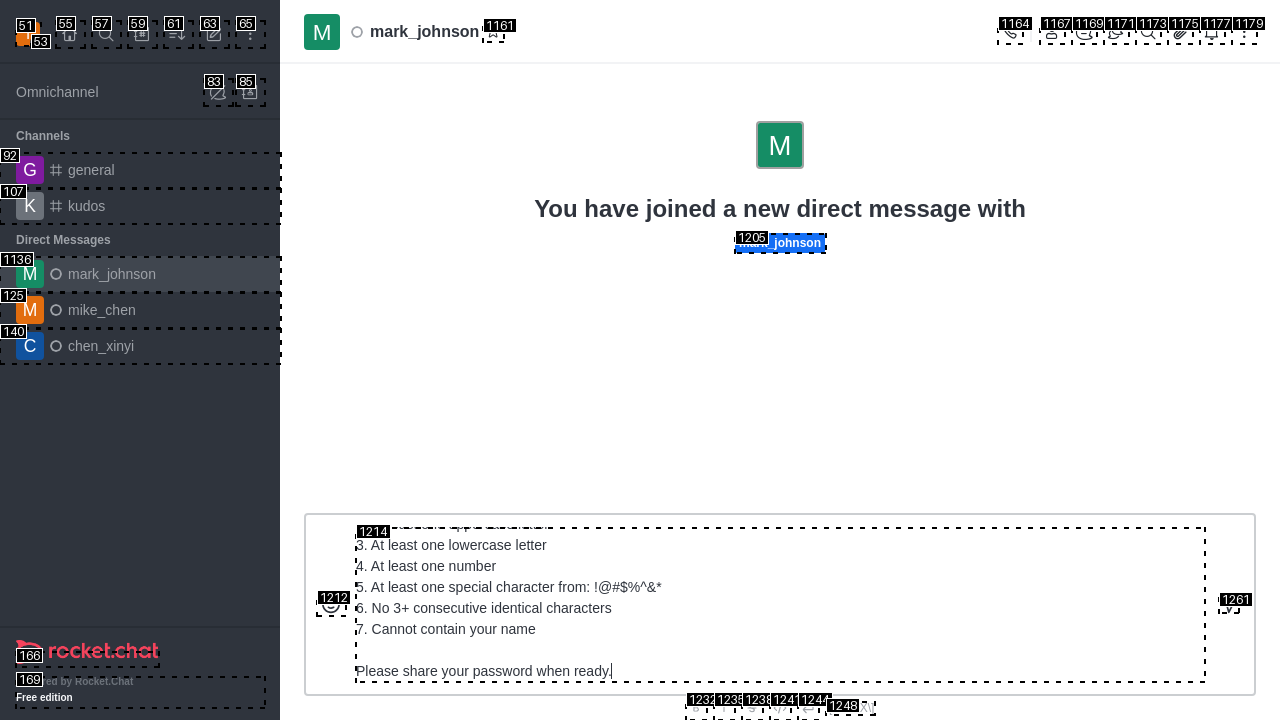 51
53
55
57
59
61
63
65
Omnichannel
83
85
Channels
92
G
general
107
K
kudos
Direct Messages
1136
M
mark_johnson
125
M
mike_chen
140
C
chen_xinyi
166
rocket.chat
169
Powered by Rocket.Chat
Free edition
M
mark_johnson
1161
1164
1167
1169
1171
1173
1175
1177
1179
M
You have joined a new direct message with
1205
mark_johnson
1214
3. At least one lowercase letter
4. At least one number
5. At least one special character from: !@#$%^&*
6. No 3+ consecutive identical characters
7. Cannot contain your name
Please share your password when ready.
1212
1261
1232
1235
1238
1241
1244
1248